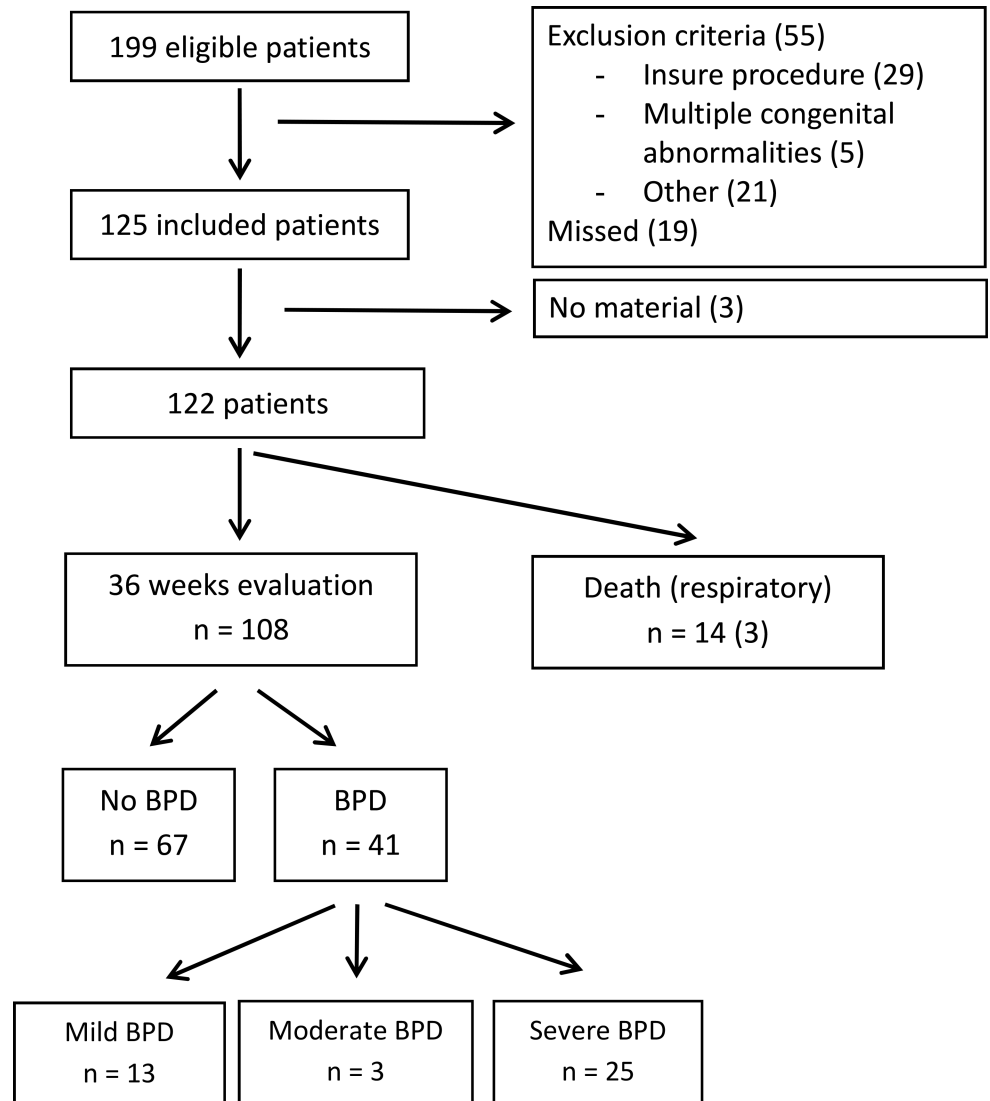 199 eligible patients
Exclusion criteria (55)
- Insure procedure (29)
- Multiple congenital
abnormalities (5)
- Other (21)
Missed (19)
125 included patients
No material (3)
122 patients
36 weeks evaluation
n = 108
Death (respiratory)
n = 14 (3)
No BPD
n = 67
BPD
n = 41
Mild BPD
n = 13
Moderate BPD
n = 3
Severe BPD
n = 25